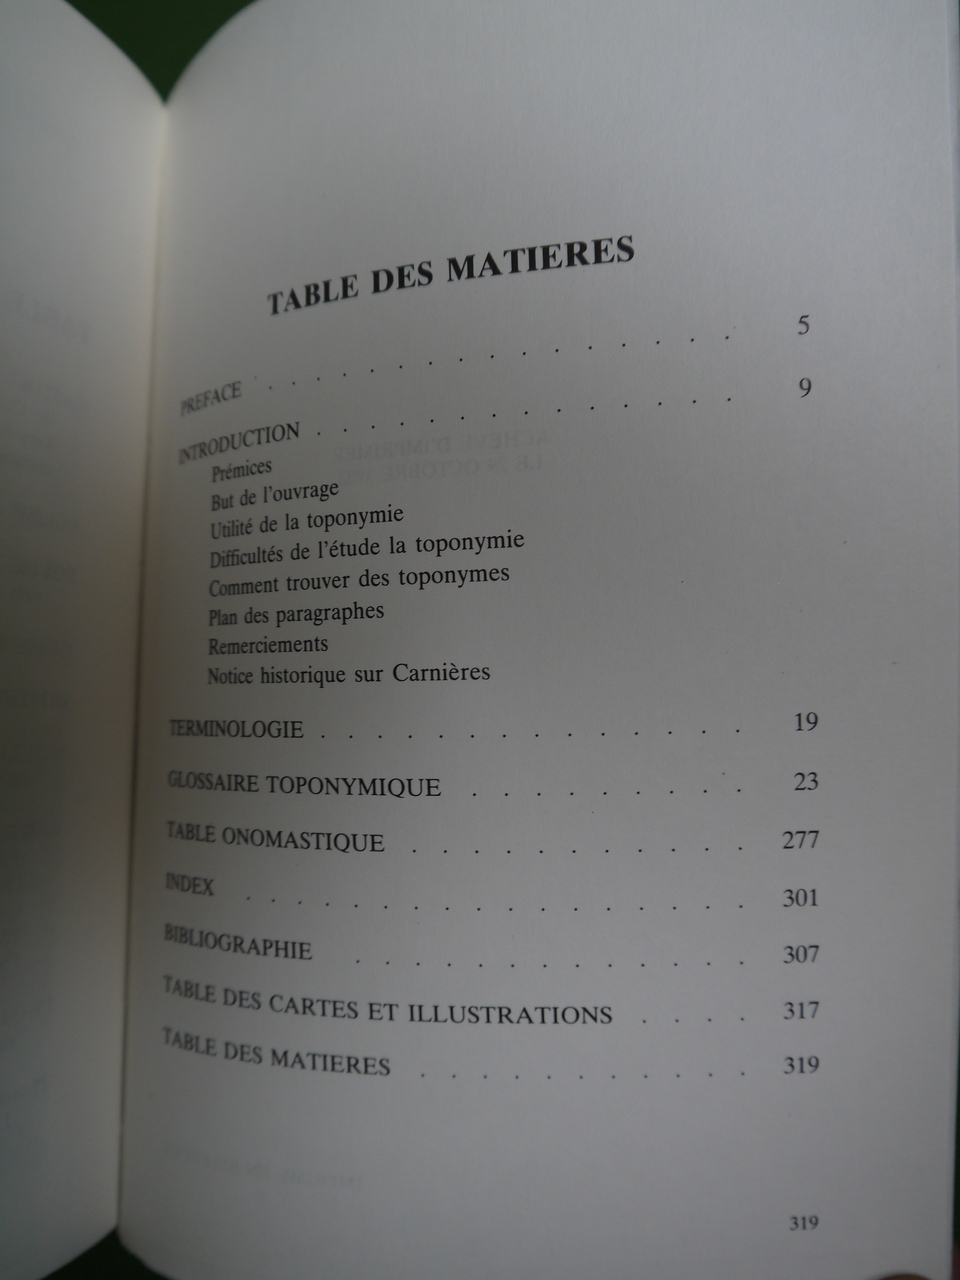 TABLE DES MATIERES
PREFACE . . . . . . . . . . . . . . . . . 5
INTRODUCTION . . . . . . . . . . . . . . . 9
Prémices
But de l'ouvrage
Utilité de la toponymie
Difficultés de l'étude la toponymie
Comment trouver des toponymes
Plan des paragraphes
Remerciements
Notice historique sur Carnières
TERMINOLOGIE . . . . . . . . . . . . . . . 19
GLOSSAIRE TOPONYMIQUE . . . . . . . . . . 23
TABLE ONOMASTIQUE . . . . . . . . . . . . 277
INDEX . . . . . . . . . . . . . . . . . . 301
BIBLIOGRAPHIE . . . . . . . . . . . . . . 307
TABLE DES CARTES ET ILLUSTRATIONS . . . . 317
TABLE DES MATIERES . . . . . . . . . . . 319
319